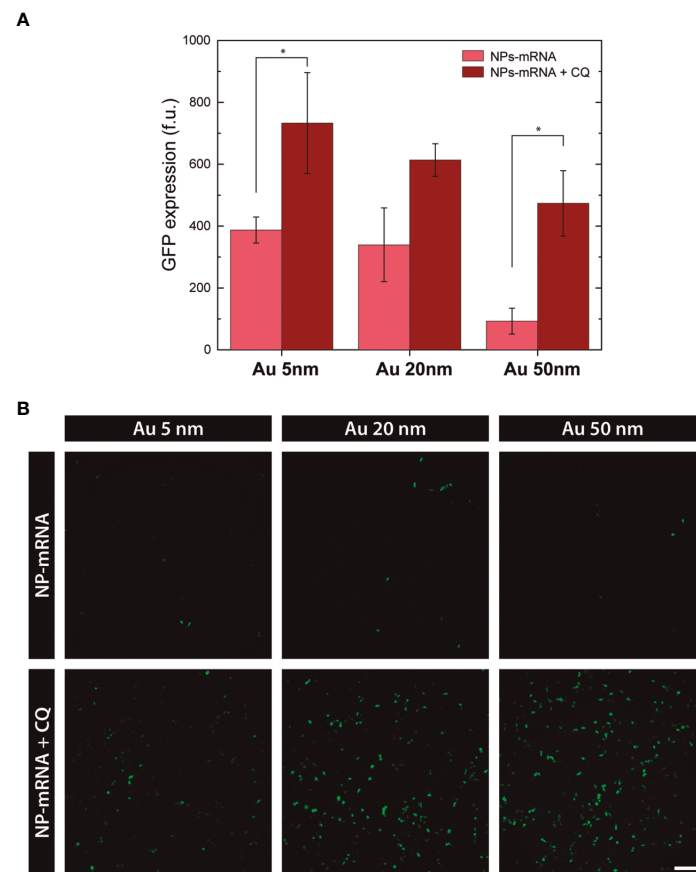 A
1000
800
600
400
200
0
GFP expression (f.u.)
*
*
NPs-mRNA
NPs-mRNA + CQ
Au 5nm Au 20nm Au 50nm
B
Au 5 nm Au 20 nm Au 50 nm
NP-mRNA
NP-mRNA + CQ